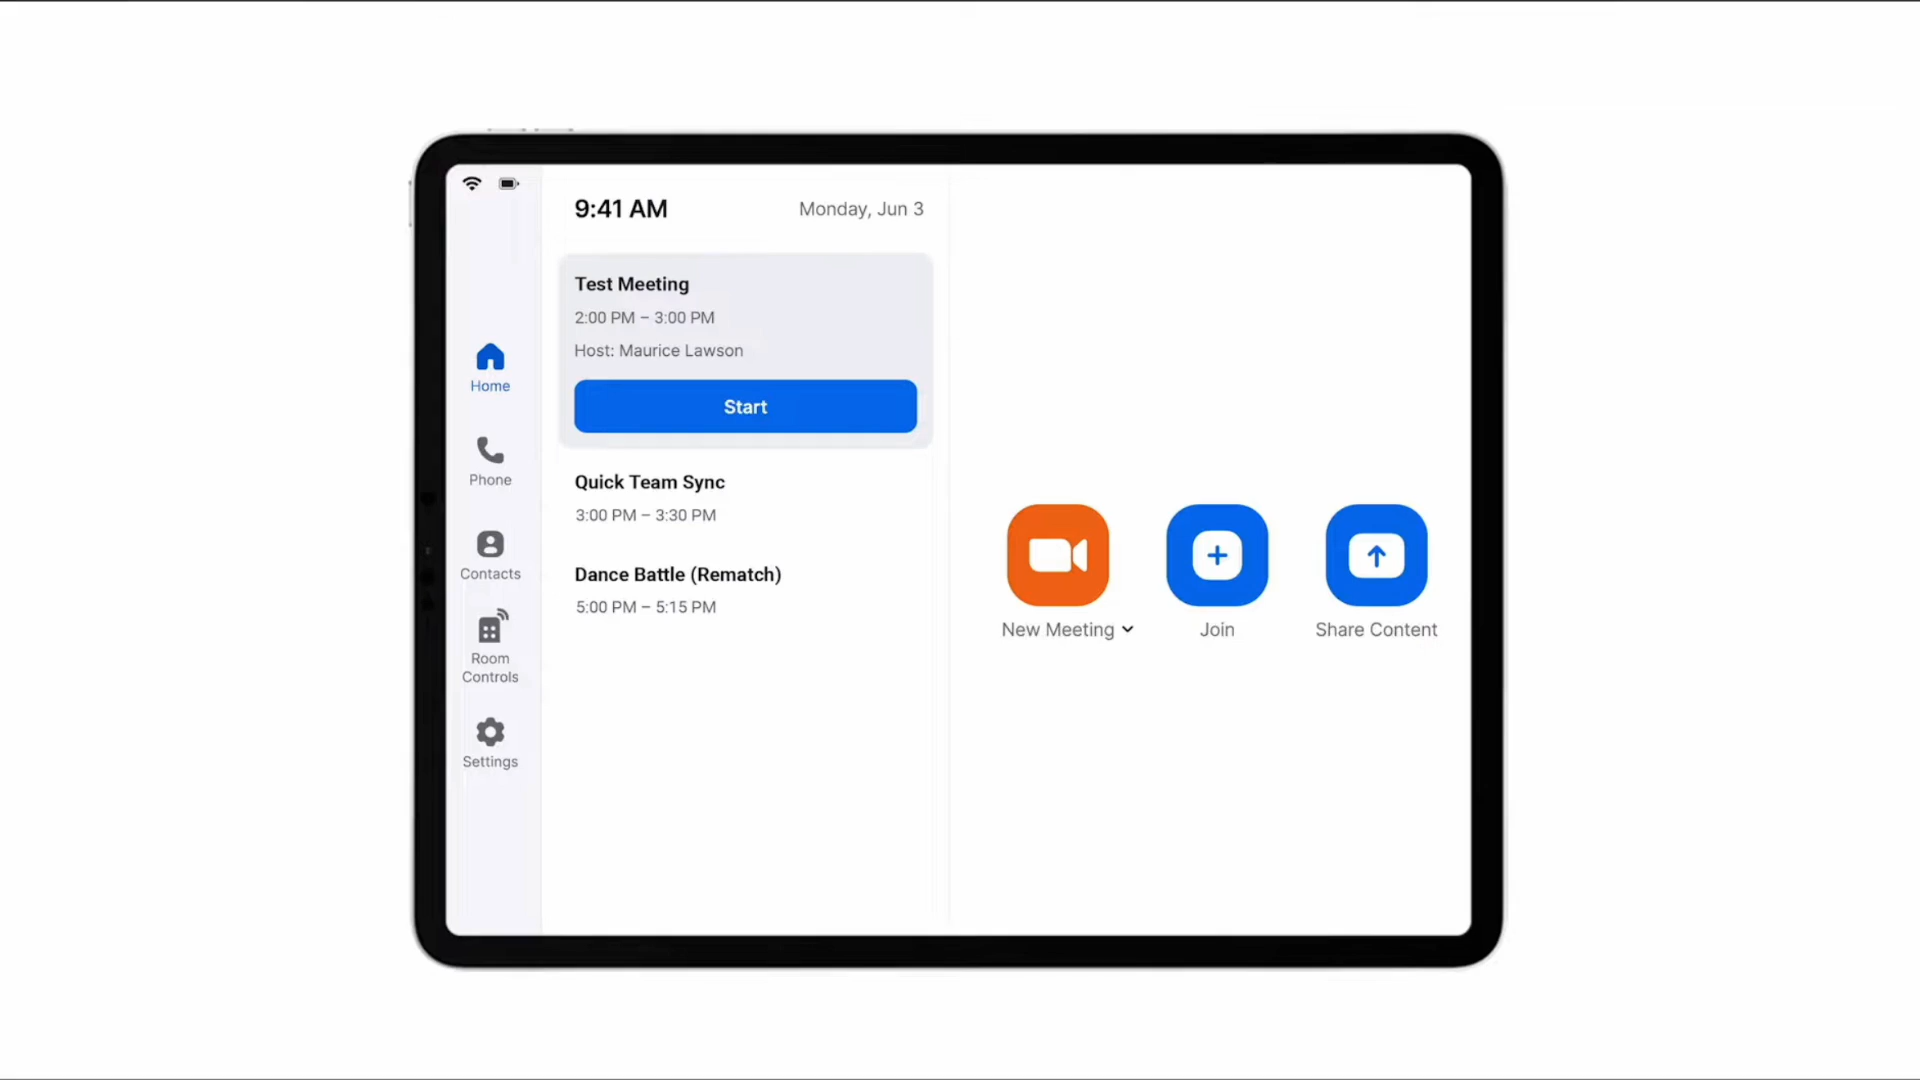 9:41 AM
Monday, Jun 3
Test Meeting
2:00 PM – 3:00 PM
Host: Maurice Lawson
Start
Quick Team Sync
3:00 PM – 3:30 PM
Dance Battle (Rematch)
5:00 PM – 5:15 PM
Home
Phone
Contacts
Room
Controls
Settings
New Meeting
Join
Share Content